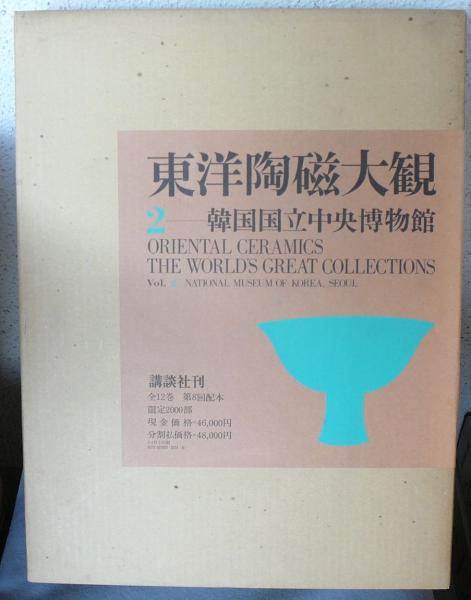 東洋陶磁大観
2——韓国国立中央博物館
ORIENTAL CERAMICS
THE WORLD'S GREAT COLLECTIONS
Vol. 2 NATIONAL MUSEUM OF KOREA, SEOUL
講談社刊
全12巻 第8回配本
限定2000部
現金価格=46,000円
分割払価格=48,000円